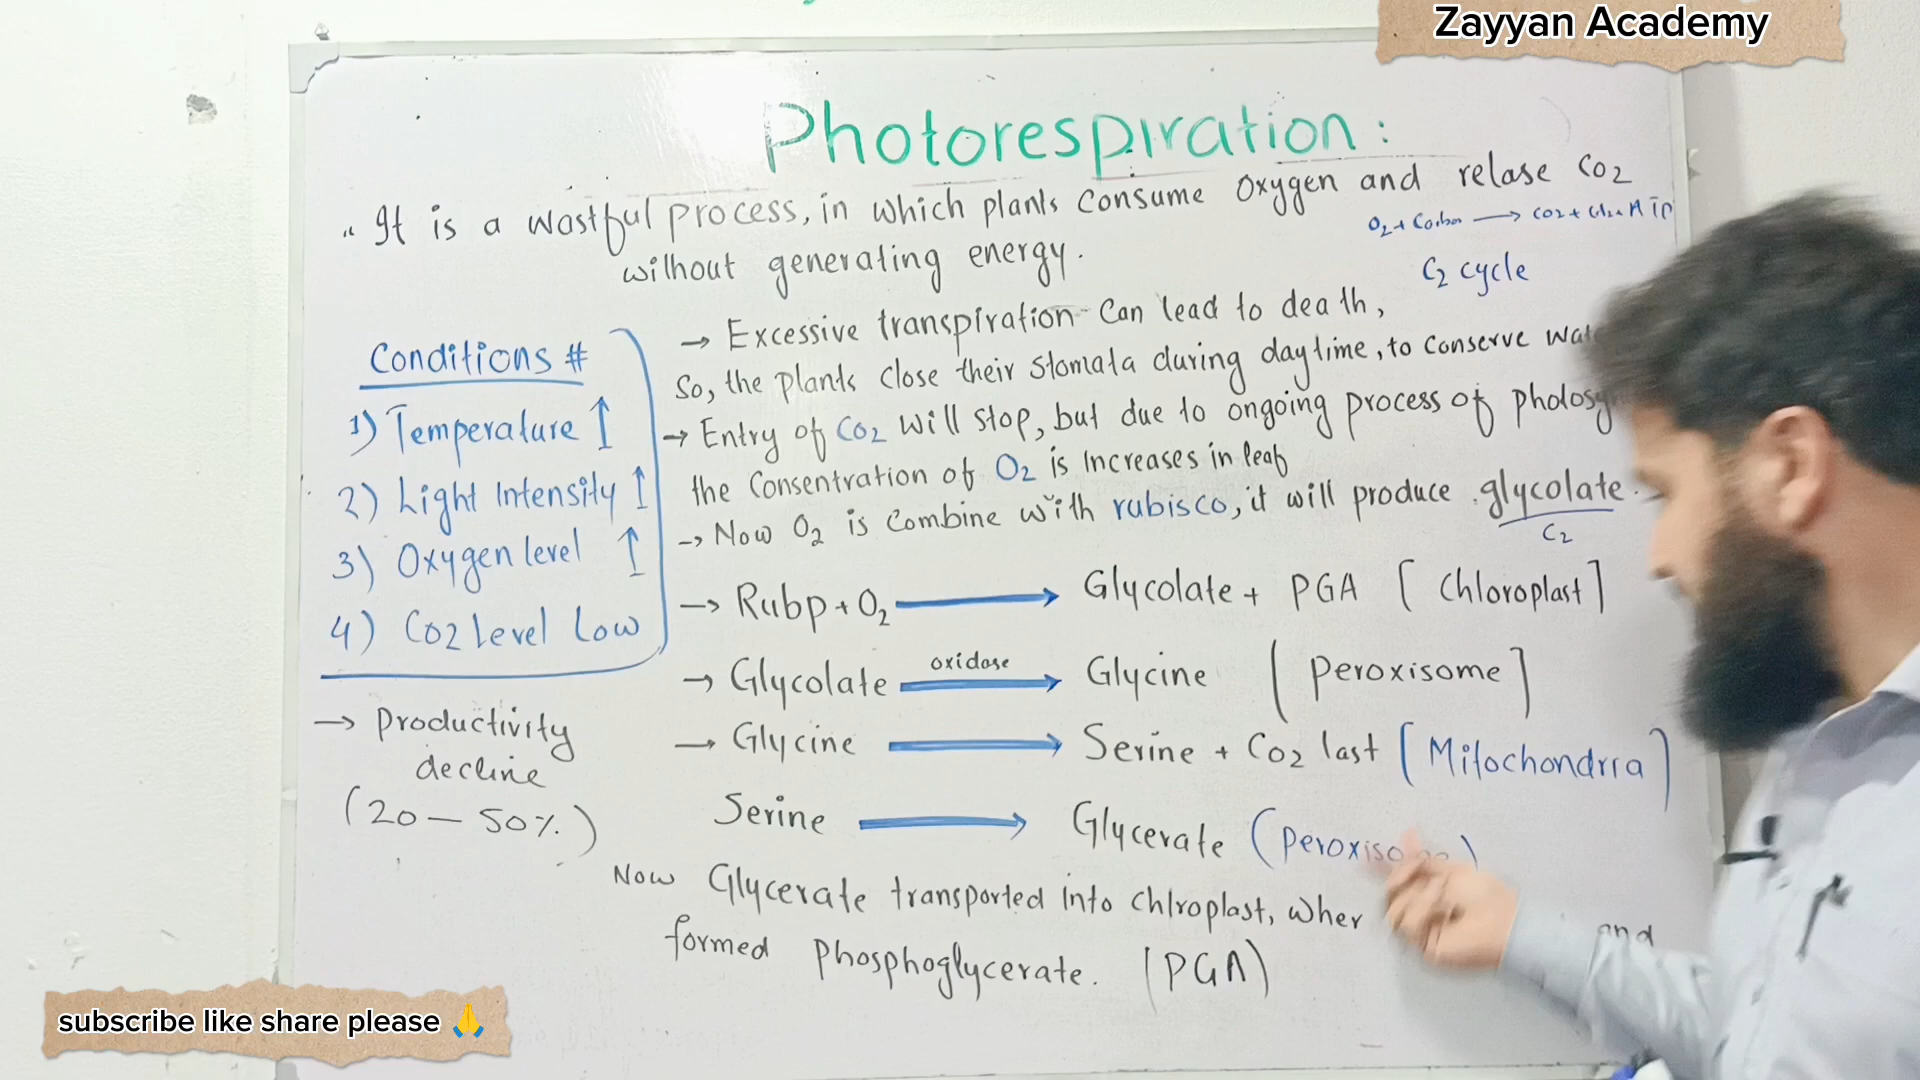 Zayyan Academy
Photorespiration:
"It is a wastful process, in which plants consume oxygen and relase CO2
without generating energy.
O2 + Carbon → CO2 +
C2 cycle
→ Excessive transpiration can lead to death,
So, the plants close their stomata during daytime, to conserve
→ Entry of CO2 will stop, but due to ongoing process of
the Consentration of O2 is increases in leaf
→ Now O2 is Combine with rubisco, it will produce glycolate.
C2
Conditions #
1) Temperature ↑
2) Light Intensity ↑
3) Oxygen level ↑
4) CO2 level Low
→ Productivity
decline
(20 — 50%)
→ Rubp + O2 → Glycolate + PGA [Chloroplast]
→ Glycolate oxidase → Glycine [Peroxisome]
→ Glycine → Serine + CO2 last [Mitochondria]
Serine → Glycerate
Now Glycerate transported into chlroplast, wher and
formed Phosphoglycerate. (PGA)
subscribe like share please 🙏